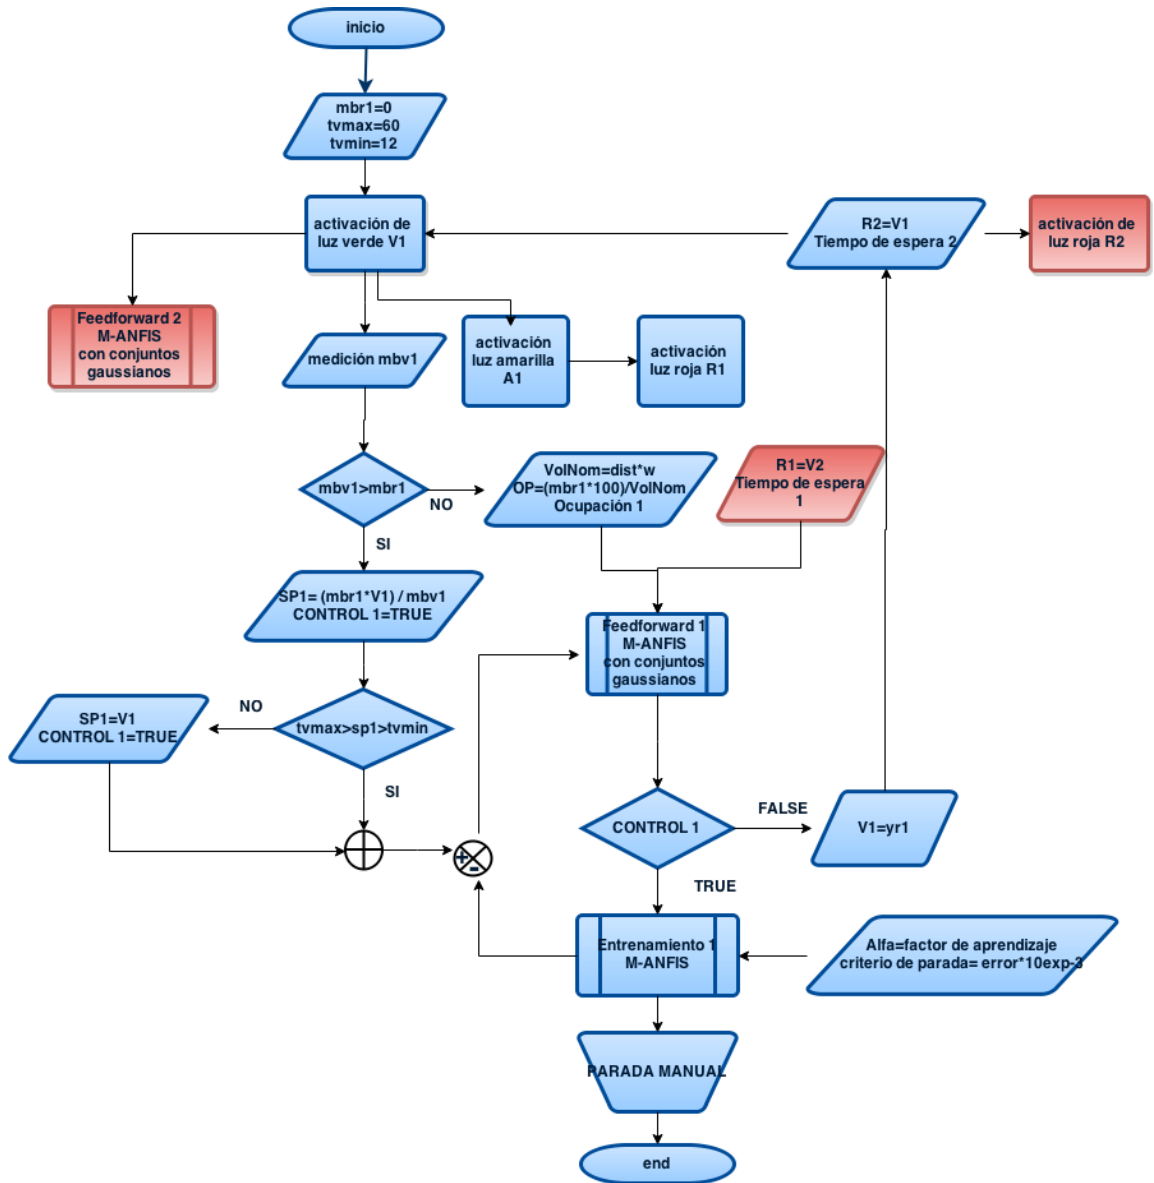 inicio
mbr1=0
tvmax=60
tvmin=12
activación de
luz verde V1
R2=V1
Tiempo de espera 2
activación de
luz roja R2
Feedforward 2
M-ANFIS
con conjuntos
gaussianos
medición mbv1
activación
luz amarilla
A1
activación
luz roja R1
mbv1>mbr1
NO
SI
VolNom=dist*w
OP=(mbr1*100)/VolNom
Ocupación 1
R1=V2
Tiempo de espera
1
SP1= (mbr1*V1) / mbv1
CONTROL 1=TRUE
Feedforward 1
M-ANFIS
con conjuntos
gaussianos
tvmax>sp1>tvmin
NO
SI
SP1=V1
CONTROL 1=TRUE
+
-
CONTROL 1
FALSE
TRUE
V1=yr1
Entrenamiento 1
M-ANFIS
Alfa=factor de aprendizaje
criterio de parada= error*10exp-3
PARADA MANUAL
end